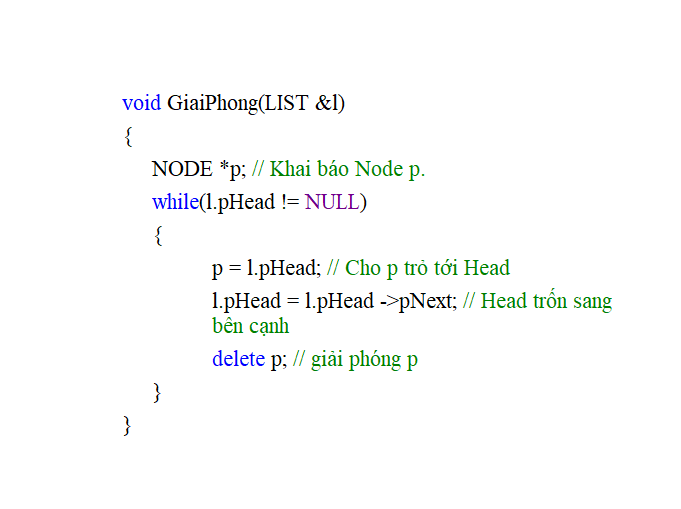 void GiaiPhong(LIST &l)
{
NODE *p; // Khai báo Node p.
while(l.pHead != NULL)
{
p = l.pHead; // Cho p trỏ tới Head
l.pHead = l.pHead ->pNext; // Head trốn sang
bên cạnh
delete p; // giải phóng p
}
}